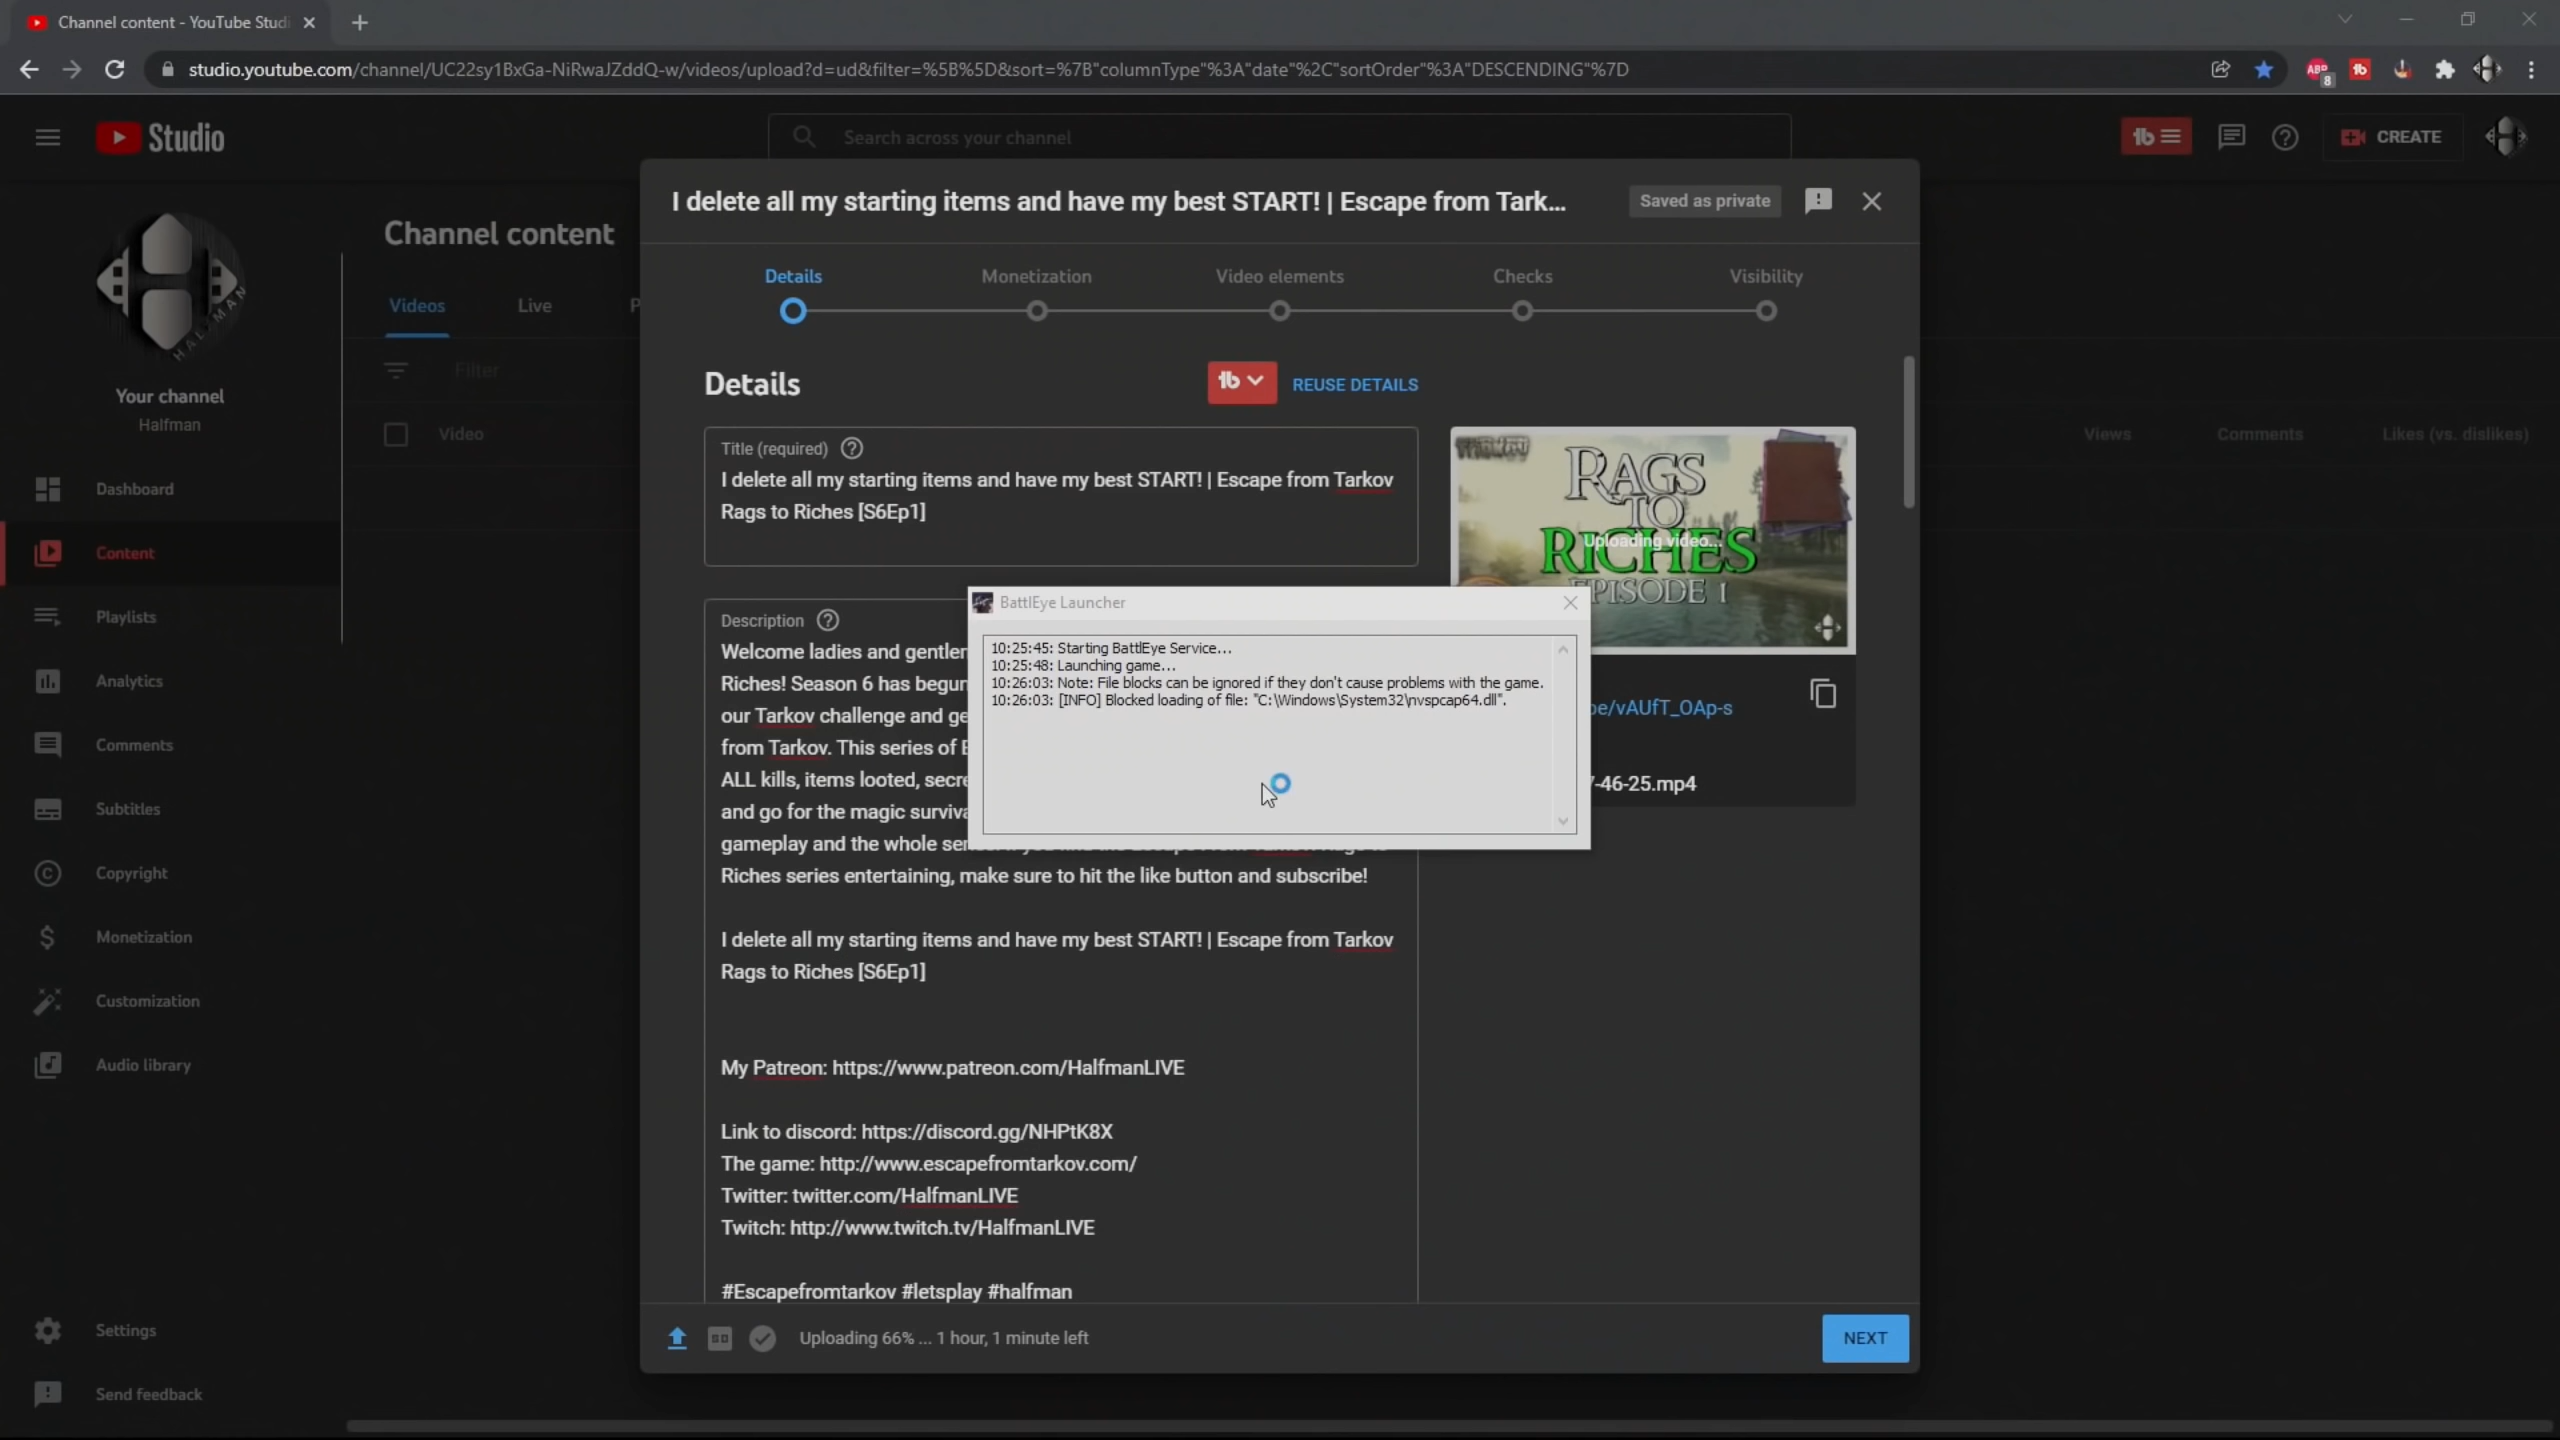 Channel content - YouTube Studi
studio.youtube.com/channel/UC22sy1BxGa-NiRwaJZddQ-w/videos/upload?d=ud&filter=%5B%5D&sort=%7B"columnType"%3A"date"%2C"sortOrder"%3A"DESCENDING"%7D
ABP
8
Studio
Search across your channel
CREATE
I delete all my starting items and have my best START! | Escape from Tark...
Saved as private
HALFMAN
Your channel
Halfman
Dashboard
Content
Playlists
Analytics
Comments
Subtitles
Copyright
Monetization
Customization
Audio library
Settings
Send feedback
Channel content
Videos
Live
P
Filter
Video
Views
Comments
Likes (vs. dislikes)
Details
Monetization
Video elements
Checks
Visibility
Details
REUSE DETAILS
Title (required)
I delete all my starting items and have my best START! | Escape from Tarkov
Rags to Riches [S6Ep1]
TARKOV
RAGS
TO
RICHES
EPISODE 1
Uploading video...
Description
Welcome ladies and gentler
Riches! Season 6 has begun
our Tarkov challenge and ge
from Tarkov. This series of E
ALL kills, items looted, secre
and go for the magic surviva
gameplay and the whole
Riches series entertaining, make sure to hit the like button and subscribe!
I delete all my starting items and have my best START! | Escape from Tarkov
Rags to Riches [S6Ep1]
My Patreon: https://www.patreon.com/HalfmanLIVE
Link to discord: https://discord.gg/NHPtK8X
The game: http://www.escapefromtarkov.com/
Twitter: twitter.com/HalfmanLIVE
Twitch: http://www.twitch.tv/HalfmanLIVE
#Escapefromtarkov #letsplay #halfman
BattlEye Launcher
10:25:45: Starting BattlEye Service...
10:25:48: Launching game...
10:26:03: Note: File blocks can be ignored if they don't cause problems with the game.
10:26:03: [INFO] Blocked loading of file: "C:\Windows\System32\nvspcap64.dll".
be/vAUfT_OAp-s
7-46-25.mp4
Uploading 66% ... 1 hour, 1 minute left
NEXT